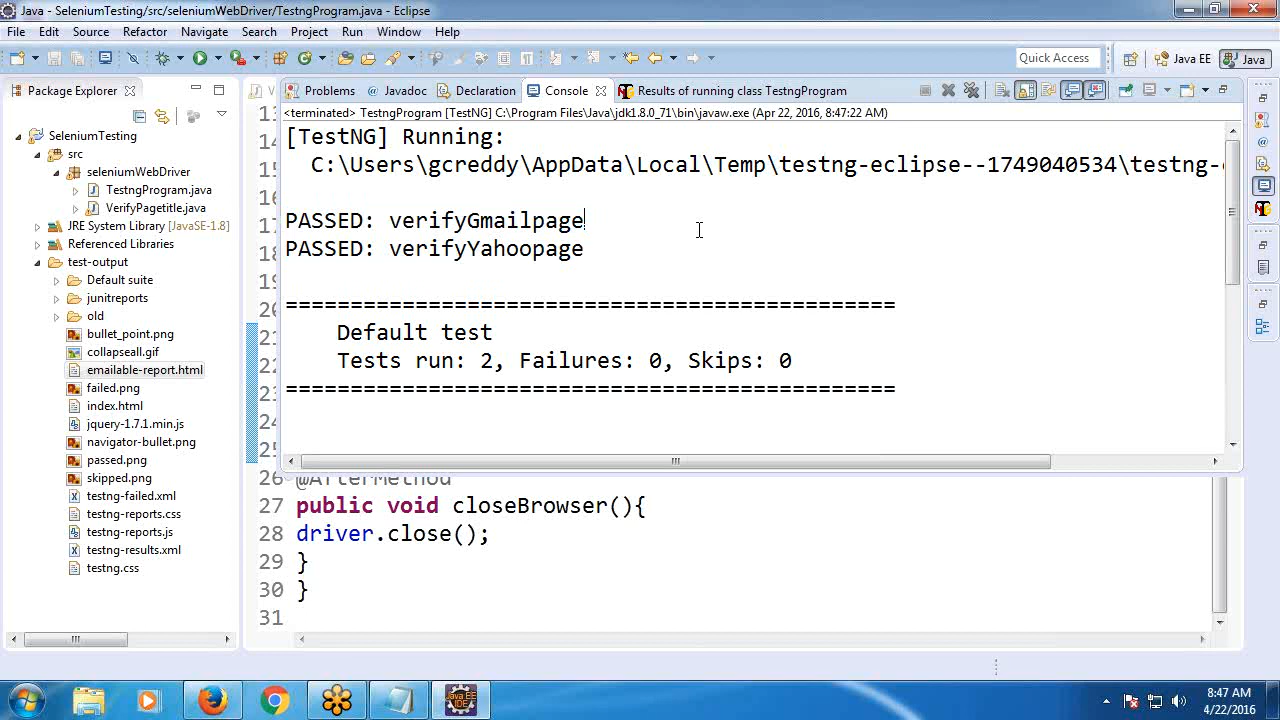 Java - SeleniumTesting/src/seleniumWebDriver/TestngProgram.java - Eclipse
File Edit Source Refactor Navigate Search Project Run Window Help
Quick Access Java EE Java
Package Explorer
SeleniumTesting
src
seleniumWebDriver
TestngProgram.java
VerifyPagetitle.java
JRE System Library [JavaSE-1.8]
Referenced Libraries
test-output
Default suite
junitreports
old
bullet_point.png
collapseall.gif
emailable-report.html
failed.png
index.html
jquery-1.7.1.min.js
navigator-bullet.png
passed.png
skipped.png
testng-failed.xml
testng-reports.css
testng-reports.js
testng-results.xml
testng.css
Problems Javadoc Declaration Console Results of running class TestngProgram
<terminated> TestngProgram [TestNG] C:\Program Files\Java\jdk1.8.0_71\bin\javaw.exe (Apr 22, 2016, 8:47:22 AM)
[TestNG] Running:
C:\Users\gcreddy\AppData\Local\Temp\testng-eclipse--1749040534\testng-
PASSED: verifyGmailpage
PASSED: verifyYahoopage
===============================================
Default test
Tests run: 2, Failures: 0, Skips: 0
===============================================
26 @AfterMethod
27 public void closeBrowser(){
28 driver.close();
29 }
30 }
31
8:47 AM
4/22/2016